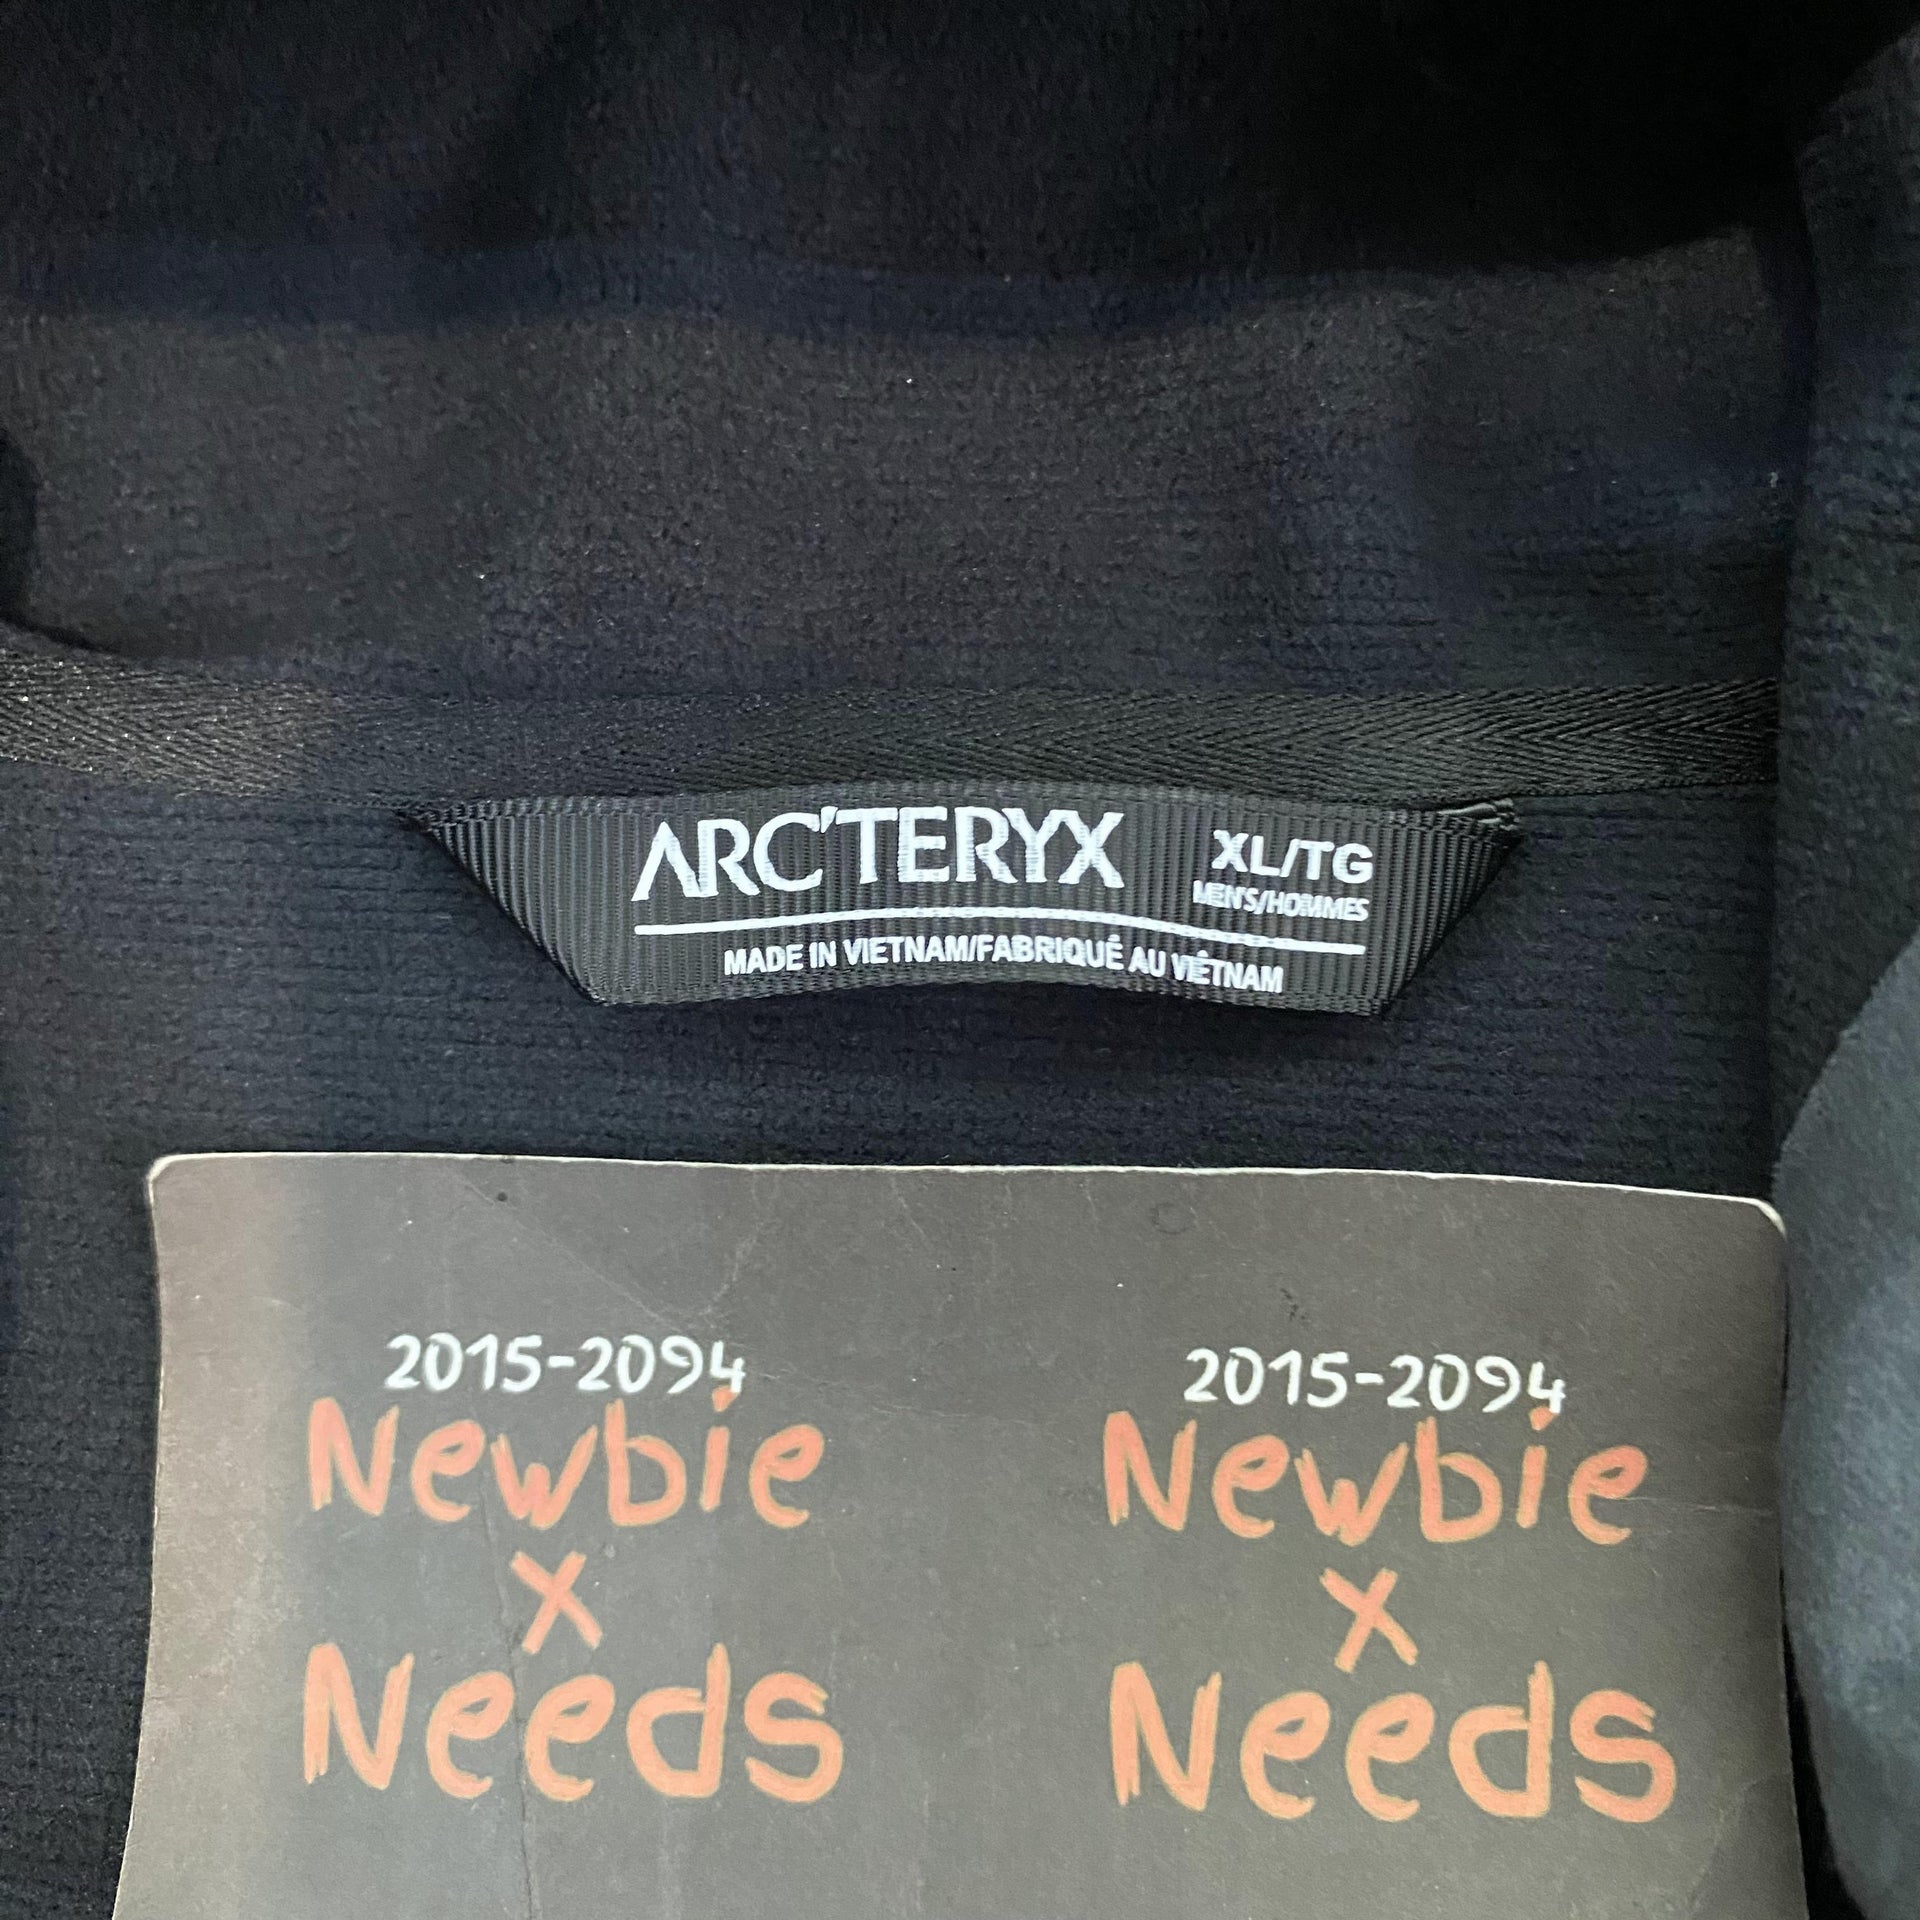 ARC'TERYX XL/TG
MEN'S/HOMMES
MADE IN VIETNAM/FABRIQUÉ AU VIÊTNAM
2015-2094
Newbie
x
Needs
2015-2094
Newbie
x
Needs